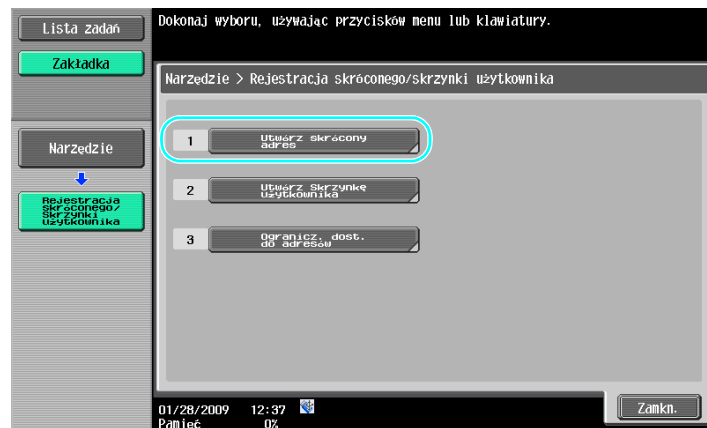 Lista zadań
Zakładka
Narzędzie
Rejestracja
skróconego/
Skrzynki
użytkownika
Dokonaj wyboru, używając przycisków menu lub klawiatury.
Narzędzie > Rejestracja skróconego/skrzynki użytkownika
1 Utwórz skrócony
adres
2 Utwórz Skrzynkę
Użytkownika
3 Ogranicz. dost.
do adresów
01/28/2009 12:37
Pamięć 0%
Zamkn.